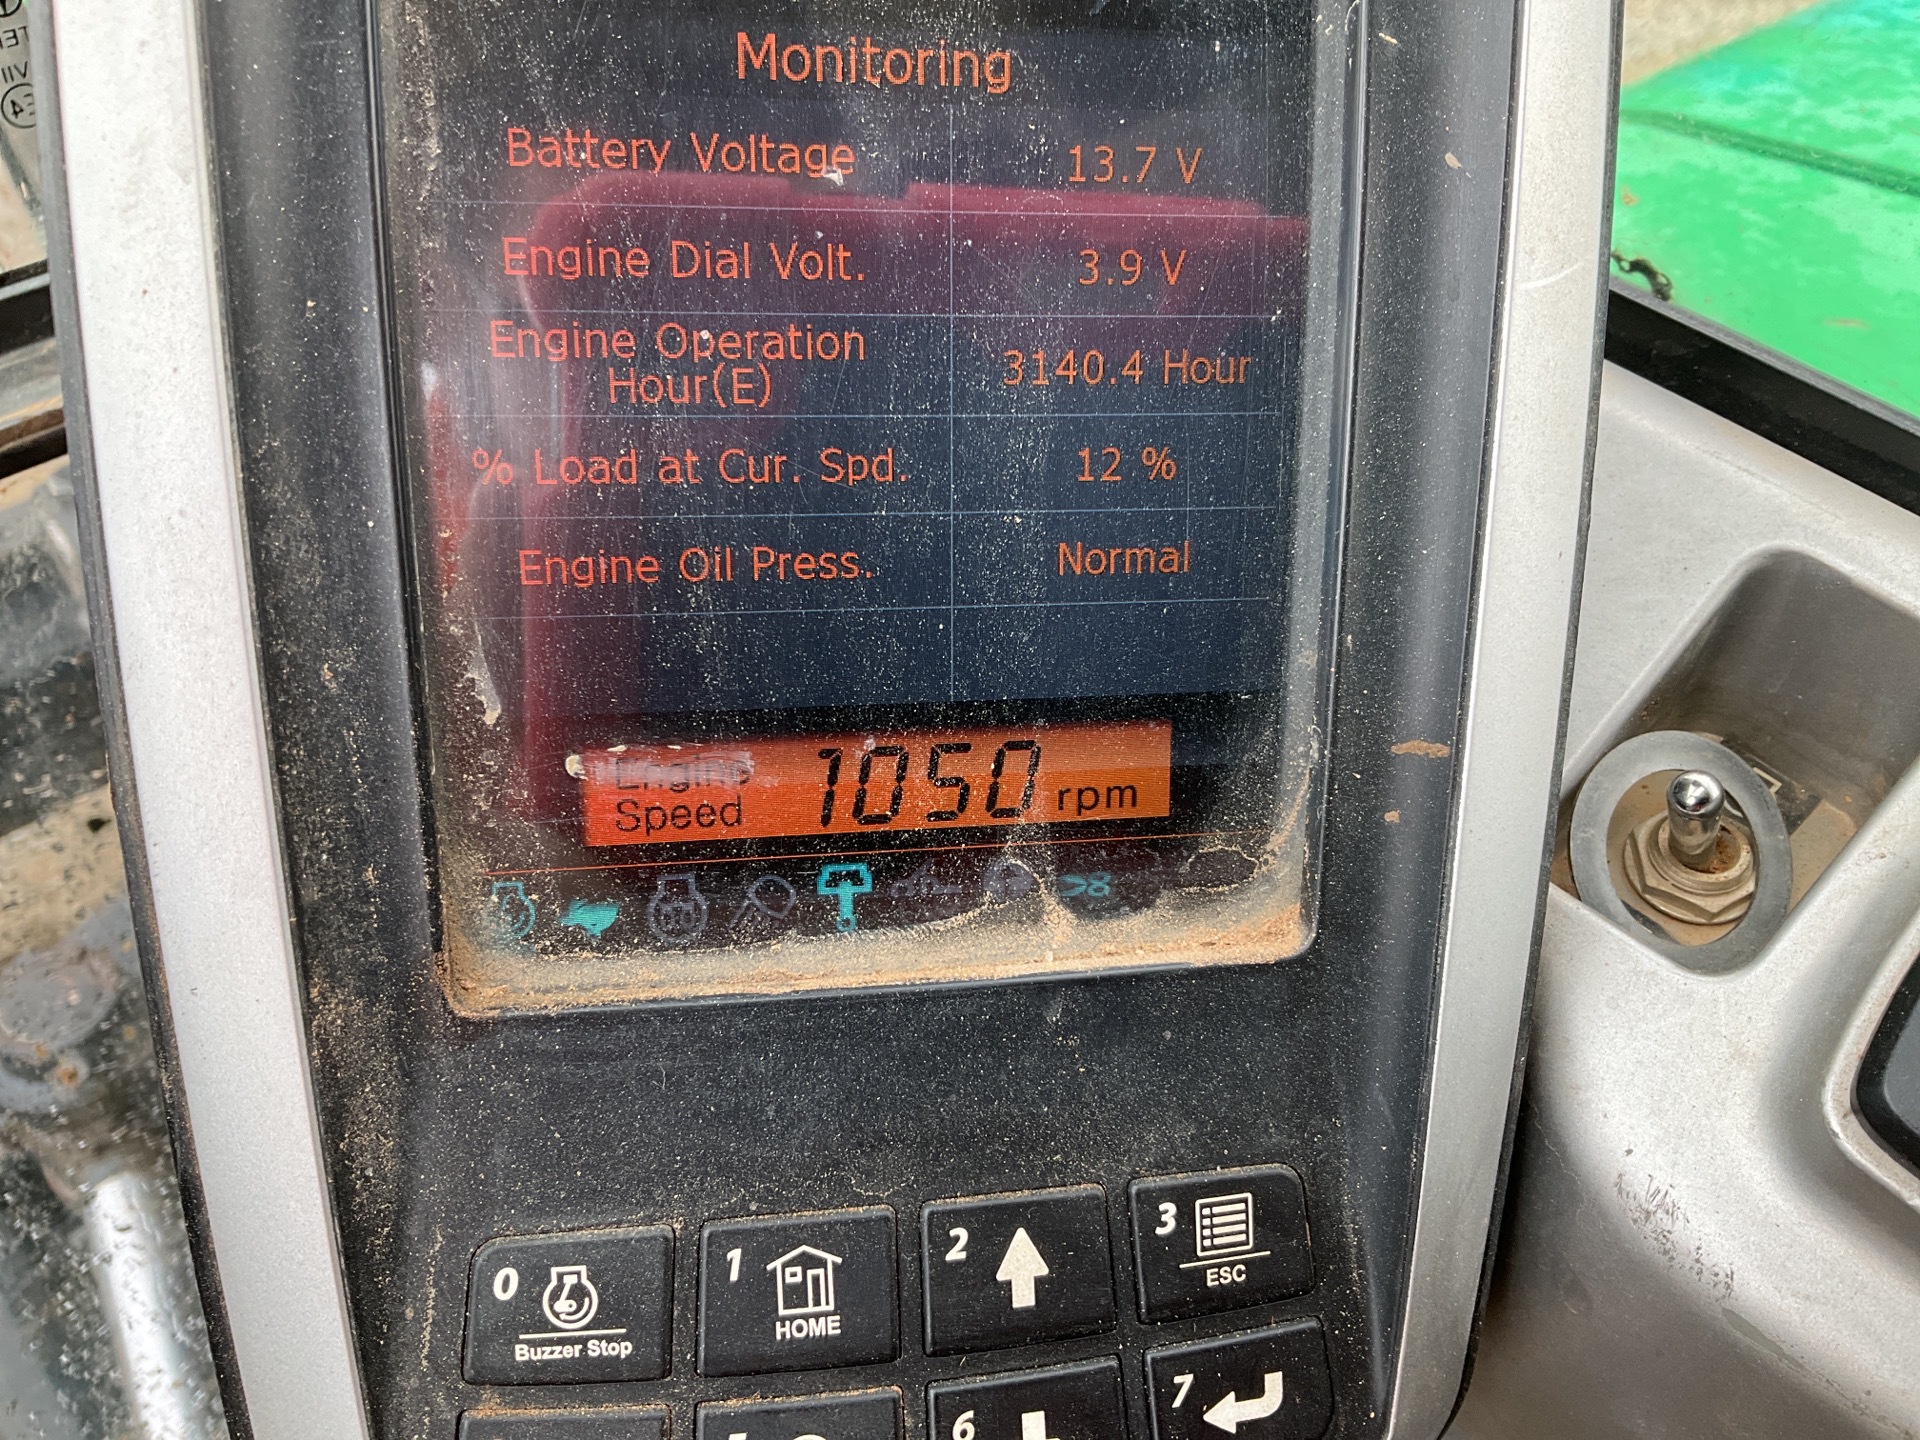 Monitoring
Battery Voltage 13.7 V
Engine Dial Volt. 3.9 V
Engine Operation
Hour(E) 3140.4 Hour
% Load at Cur. Spd. 12 %
Engine Oil Press. Normal
Engine
Speed 1050 rpm
0
Buzzer Stop
1
HOME
2
3
ESC
6
7